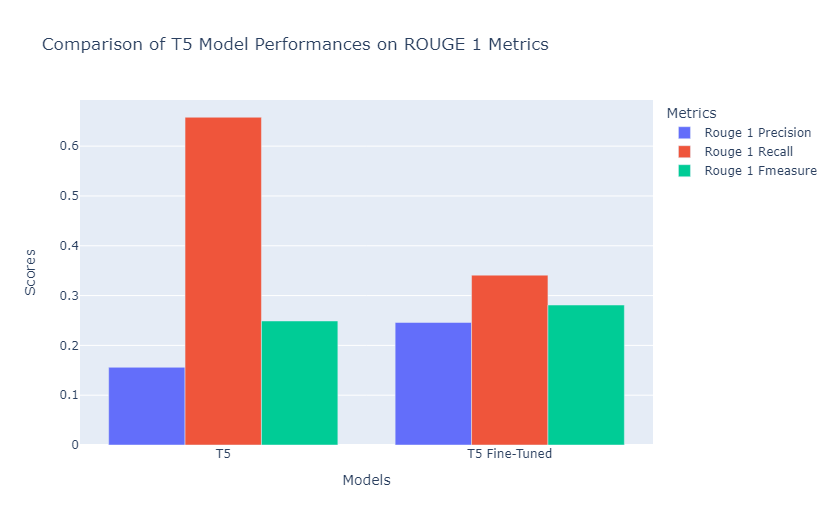 Comparison of T5 Model Performances on ROUGE 1 Metrics
Metrics
Rouge 1 Precision
Rouge 1 Recall
Rouge 1 Fmeasure
Scores
0.6
0.5
0.4
0.3
0.2
0.1
0
T5
T5 Fine-Tuned
Models